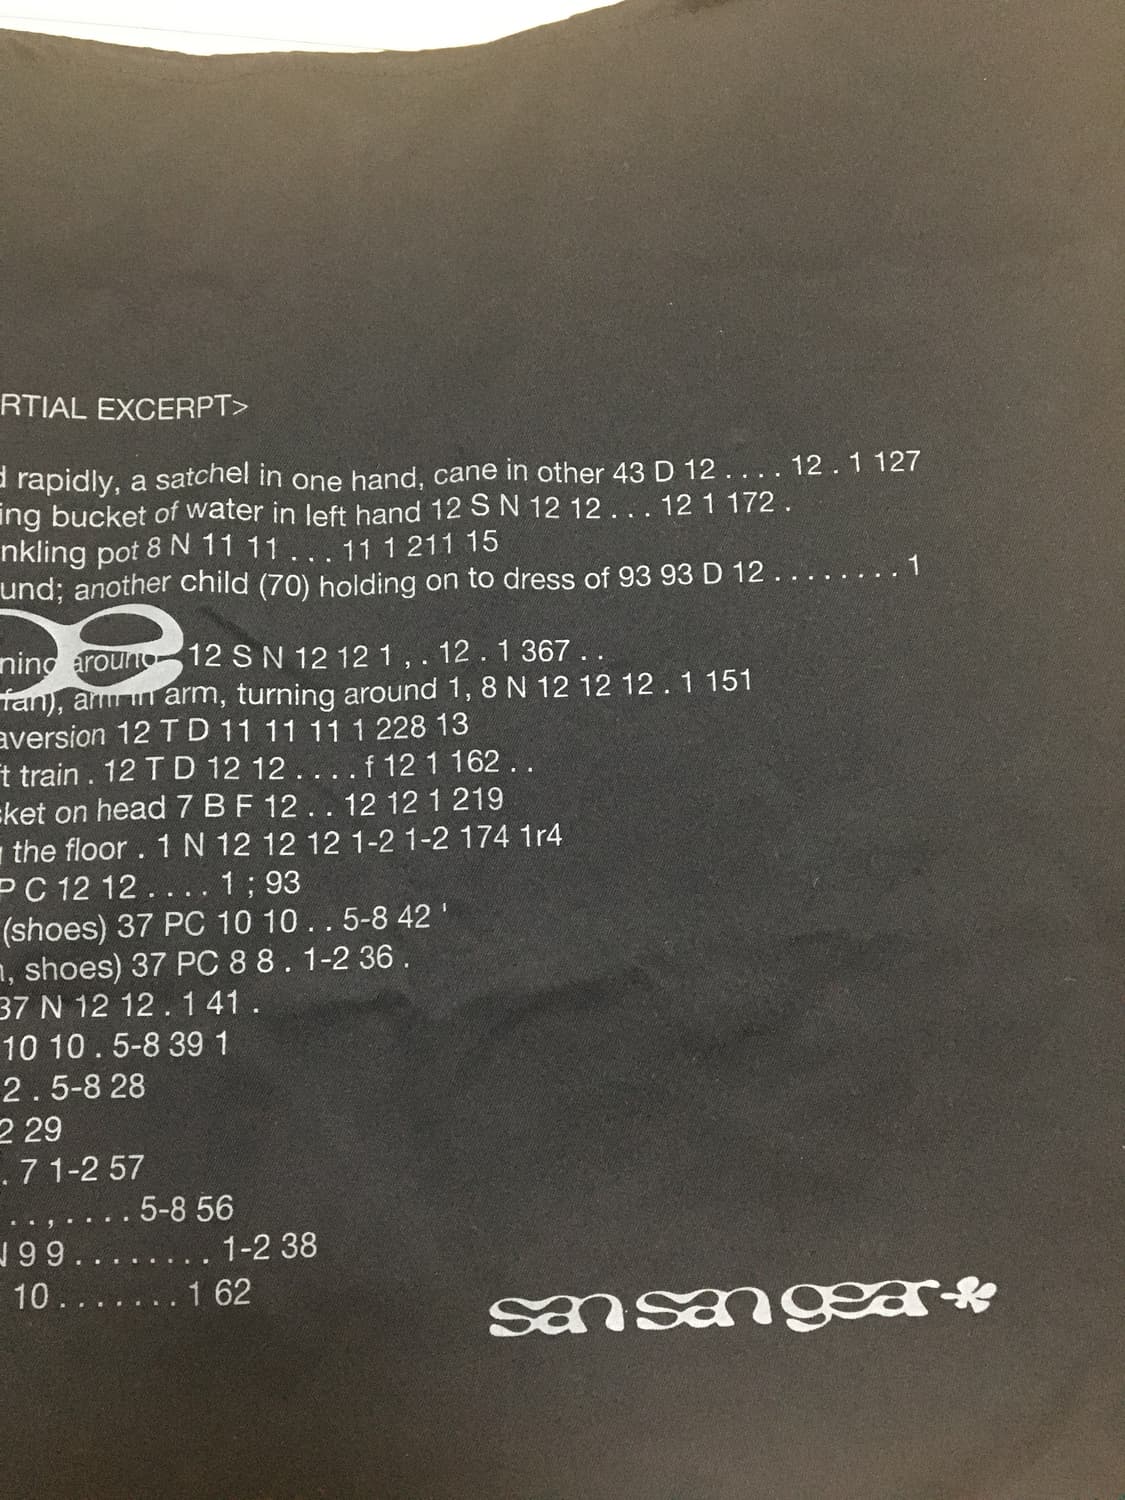 RTIAL EXCERPT>
d rapidly, a satchel in one hand, cane in other 43 D 12 . . . . 12 . 1 127
ing bucket of water in left hand 12 S N 12 12 . . . 12 1 172 .
nkling pot 8 N 11 11 . . . 11 1 211 15
und; another child (70) holding on to dress of 93 93 D 12 . . . . . . . . 1
e
ning around 12 S N 12 12 1 , . 12 . 1 367 . .
fan), arm in arm, turning around 1, 8 N 12 12 12 . 1 151
aversion 12 T D 11 11 11 1 228 13
t train . 12 T D 12 12 . . . . f 12 1 162 . .
ket on head 7 B F 12 . . 12 12 1 219
the floor . 1 N 12 12 12 1-2 1-2 174 1r4
P C 12 12 . . . . 1 ; 93
(shoes) 37 PC 10 10 . . 5-8 42 '
, shoes) 37 PC 8 8 . 1-2 36 .
37 N 12 12 . 1 41 .
10 10 . 5-8 39 1
2 . 5-8 28
2 29
. 7 1-2 57
. . , . . . . 5-8 56
N 9 9 . . . . . . . . 1-2 38
10 . . . . . . . 1 62
san san gear